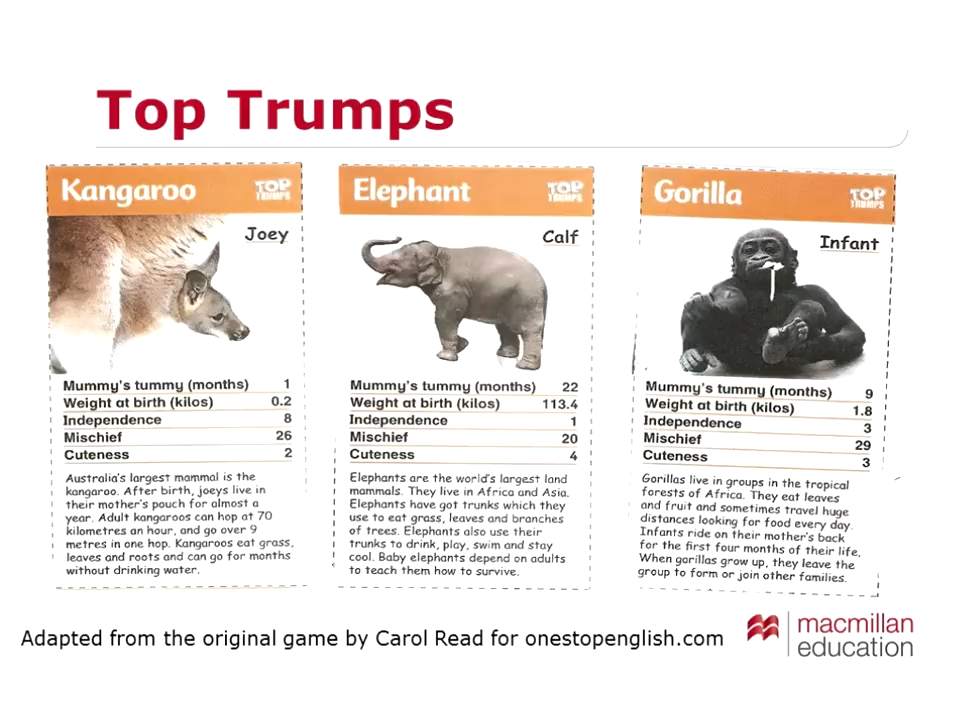 Top Trumps
Kangaroo
TOP
TRUMPS
Joey
Mummy's tummy (months) 1
Weight at birth (kilos) 0.2
Independence 8
Mischief 26
Cuteness 2
Australia's largest mammal is the
kangaroo. After birth, joeys live in
their mother's pouch for almost a
year. Adult kangaroos can hop at 70
kilometres an hour, and go over 9
metres in one hop. Kangaroos eat grass,
leaves and roots and can go for months
without drinking water.
Elephant
TOP
TRUMPS
Calf
Mummy's tummy (months) 22
Weight at birth (kilos) 113.4
Independence 1
Mischief 20
Cuteness 4
Elephants are the world's largest land
mammals. They live in Africa and Asia.
Elephants have got trunks which they
use to eat grass, leaves and branches
of trees. Elephants also use their
trunks to drink, play, swim and stay
cool. Baby elephants depend on adults
to teach them how to survive.
Gorilla
TOP
TRUMPS
Infant
Mummy's tummy (months) 9
Weight at birth (kilos) 1.8
Independence 3
Mischief 29
Cuteness 3
Gorillas live in groups in the tropical
forests of Africa. They eat leaves
and fruit and sometimes travel huge
distances looking for food every day.
Infants ride on their mother's back
for the first four months of their life.
When gorillas grow up, they leave the
group to form or join other families.
Adapted from the original game by Carol Read for onestopenglish.com
macmillan
education